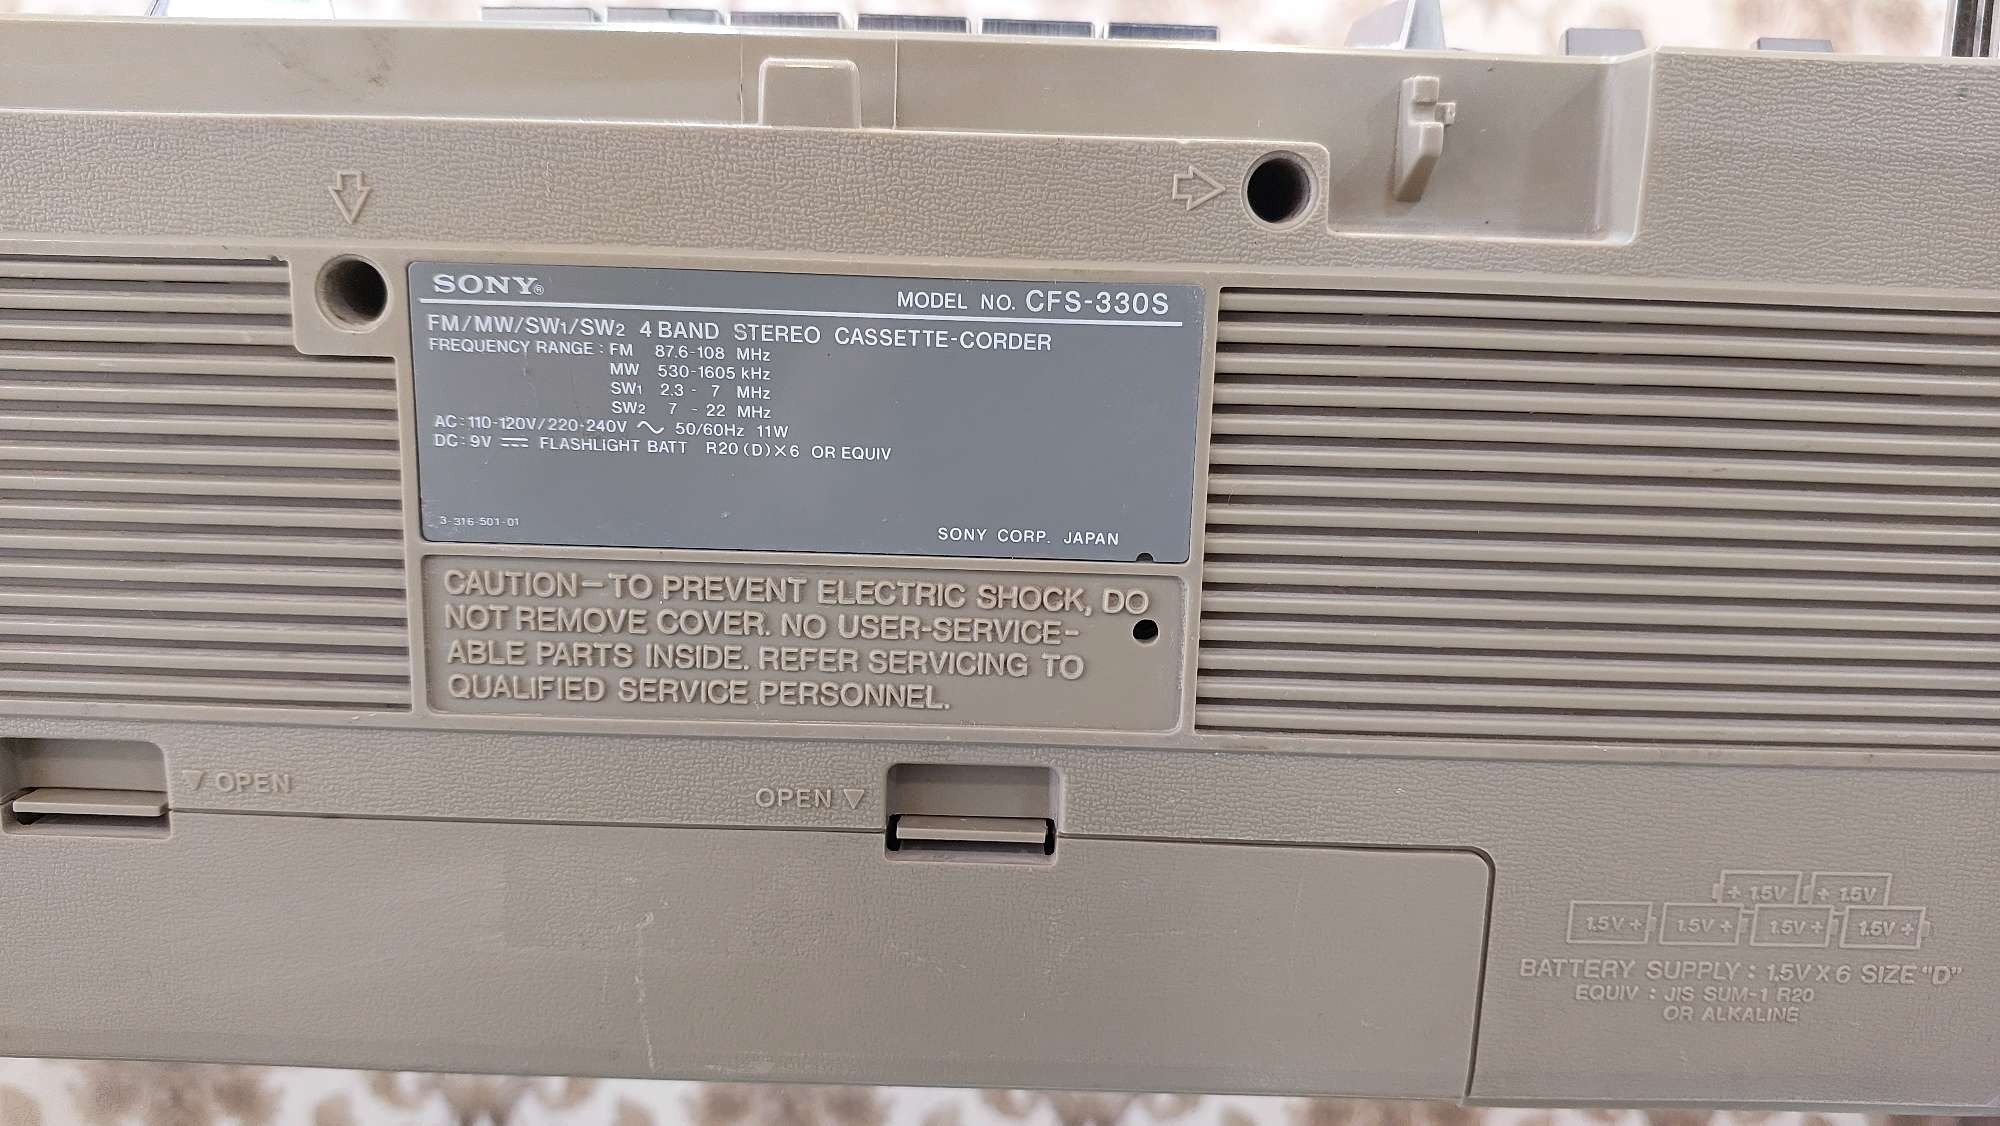 SONY®
MODEL NO. CFS-330S
FM/MW/SW1/SW2 4 BAND STEREO CASSETTE-CORDER
FREQUENCY RANGE : FM 87.6-108 MHz
MW 530-1605 kHz
SW1 2.3 - 7 MHz
SW2 7 - 22 MHz
AC: 110-120V/220-240V ～ 50/60Hz 11W
DC: 9V ⎓ FLASHLIGHT BATT R20(D)×6 OR EQUIV
3-316-501-01
SONY CORP. JAPAN
CAUTION—TO PREVENT ELECTRIC SHOCK, DO
NOT REMOVE COVER. NO USER-SERVICE-
ABLE PARTS INSIDE. REFER SERVICING TO
QUALIFIED SERVICE PERSONNEL.
▼ OPEN
OPEN ▽
+ 1.5V + 1.5V
1.5V + 1.5V + 1.5V + 1.5V +
BATTERY SUPPLY : 1.5V X 6 SIZE "D"
EQUIV : JIS SUM-1 R20
OR ALKALINE